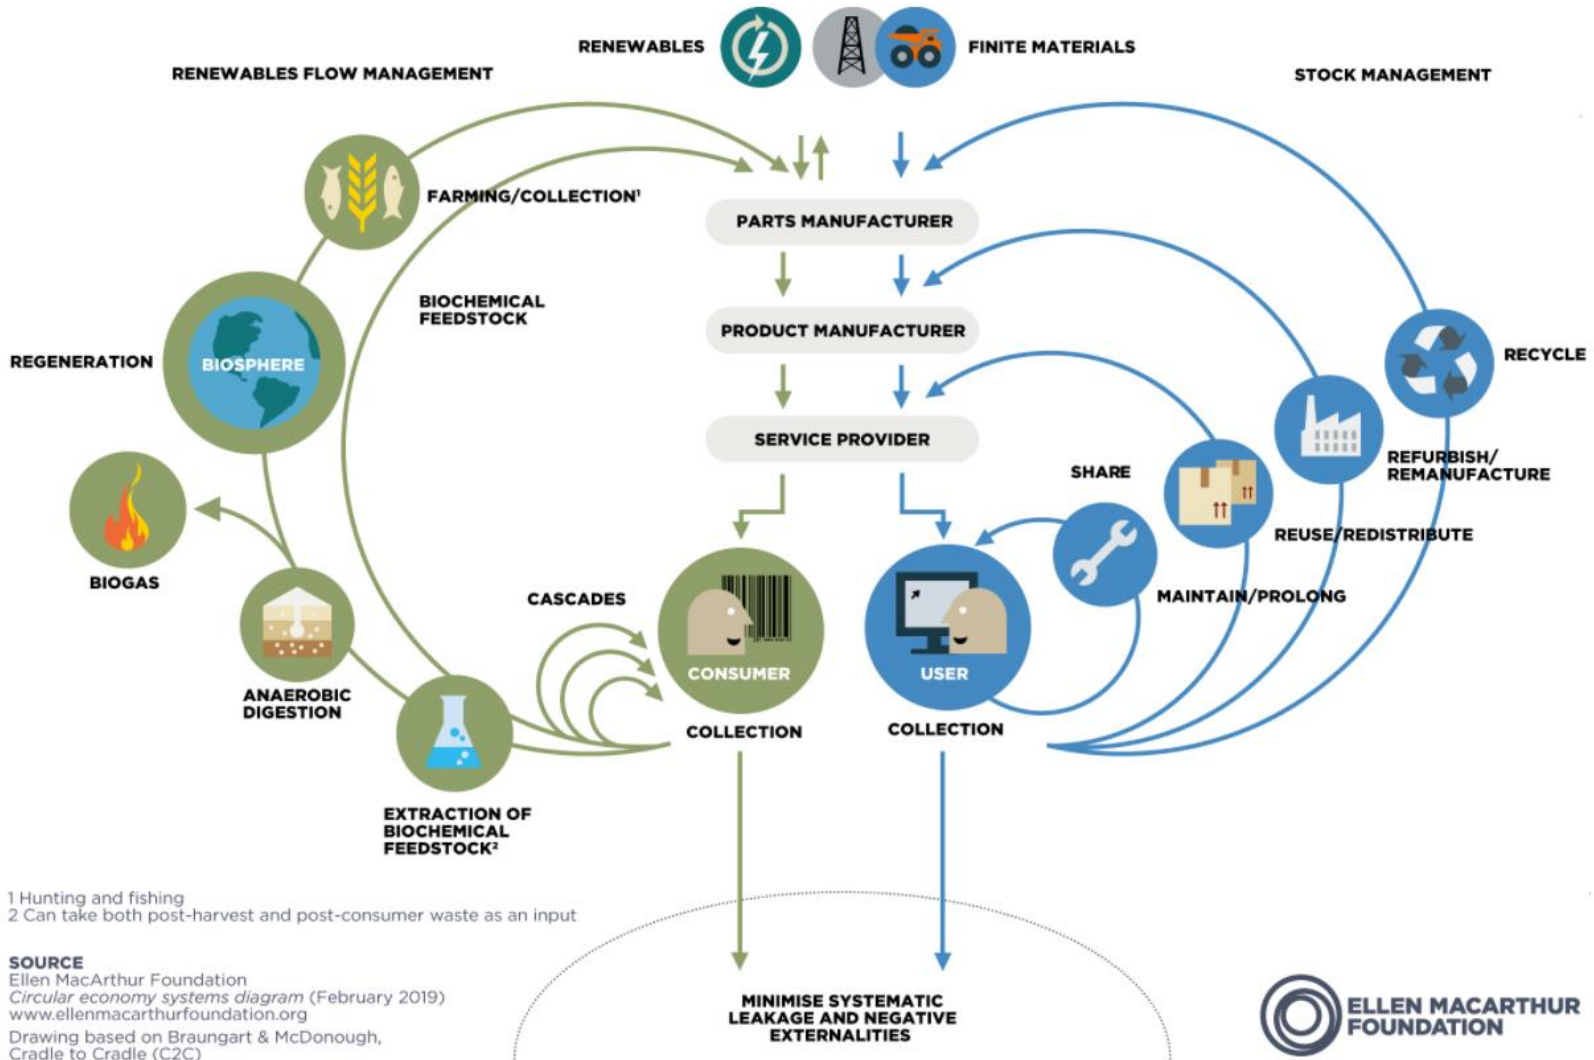 RENEWABLES
FINITE MATERIALS
RENEWABLES FLOW MANAGEMENT
STOCK MANAGEMENT
FARMING/COLLECTION¹
PARTS MANUFACTURER
BIOCHEMICAL
FEEDSTOCK
PRODUCT MANUFACTURER
REGENERATION
BIOSPHERE
RECYCLE
SERVICE PROVIDER
SHARE
REFURBISH/
REMANUFACTURE
REUSE/REDISTRIBUTE
BIOGAS
CASCADES
MAINTAIN/PROLONG
CONSUMER
USER
ANAEROBIC
DIGESTION
COLLECTION
COLLECTION
EXTRACTION OF
BIOCHEMICAL
FEEDSTOCK²
1 Hunting and fishing
2 Can take both post-harvest and post-consumer waste as an input
SOURCE
Ellen MacArthur Foundation
Circular economy systems diagram (February 2019)
www.ellenmacarthurfoundation.org
Drawing based on Braungart & McDonough,
Cradle to Cradle (C2C)
MINIMISE SYSTEMATIC
LEAKAGE AND NEGATIVE
EXTERNALITIES
ELLEN MACARTHUR
FOUNDATION